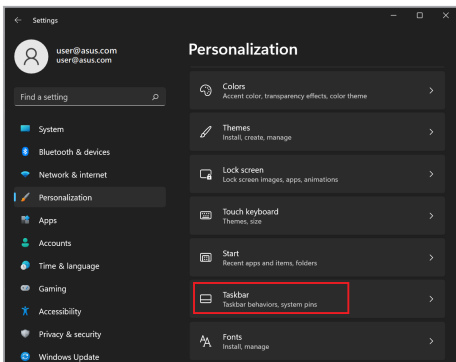 Settings
user@asus.com
user@asus.com
Find a setting
System
Bluetooth & devices
Network & internet
Personalization
Apps
Accounts
Time & language
Gaming
Accessibility
Privacy & security
Windows Update
Personalization
Colors
Accent color, transparency effects, color theme
Themes
Install, create, manage
Lock screen
Lock screen images, apps, animations
Touch keyboard
Themes, size
Start
Recent apps and items, folders
Taskbar
Taskbar behaviors, system pins
Fonts
Install, manage